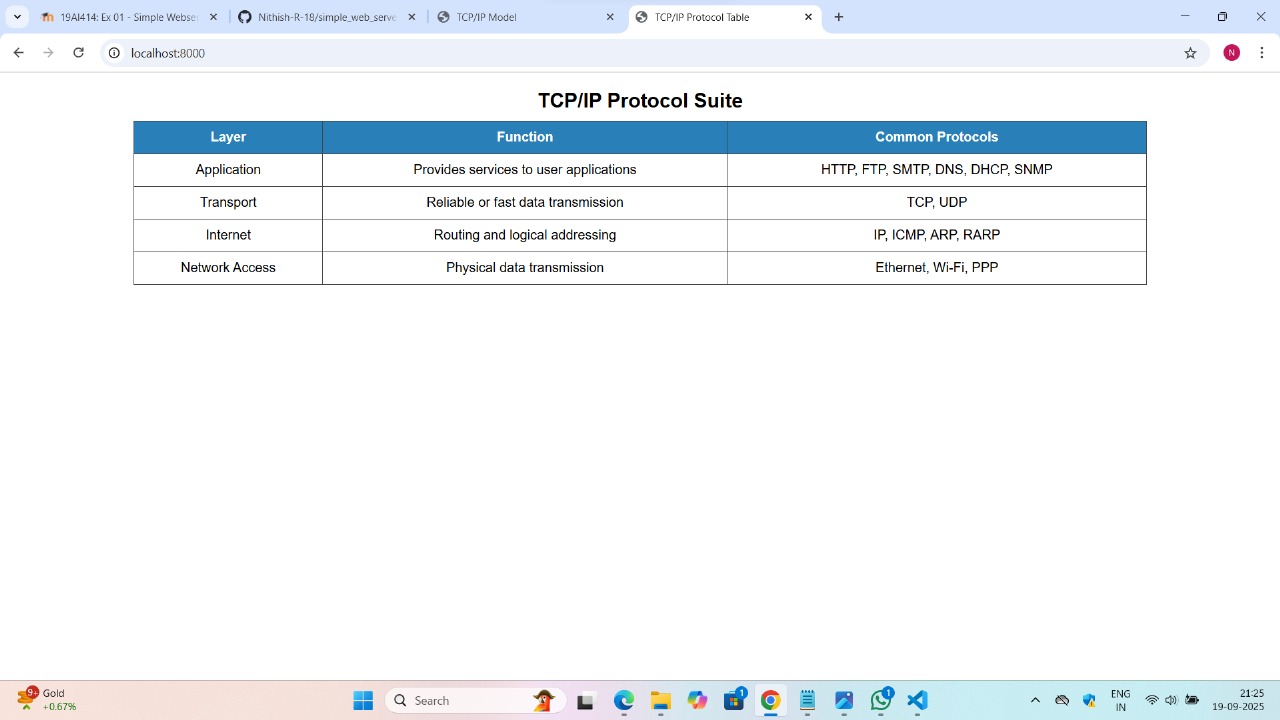 19AI414: Ex 01 - Simple Webser
Nithish-R-18/simple_web_serve
TCP/IP Model
TCP/IP Protocol Table
localhost:8000
N
TCP/IP Protocol Suite
Layer Function Common Protocols
Application Provides services to user applications HTTP, FTP, SMTP, DNS, DHCP, SNMP
Transport Reliable or fast data transmission TCP, UDP
Internet Routing and logical addressing IP, ICMP, ARP, RARP
Network Access Physical data transmission Ethernet, Wi-Fi, PPP
9+
Gold
+0.67%
Search
1
1
ENG
IN
21:25
19-09-2025